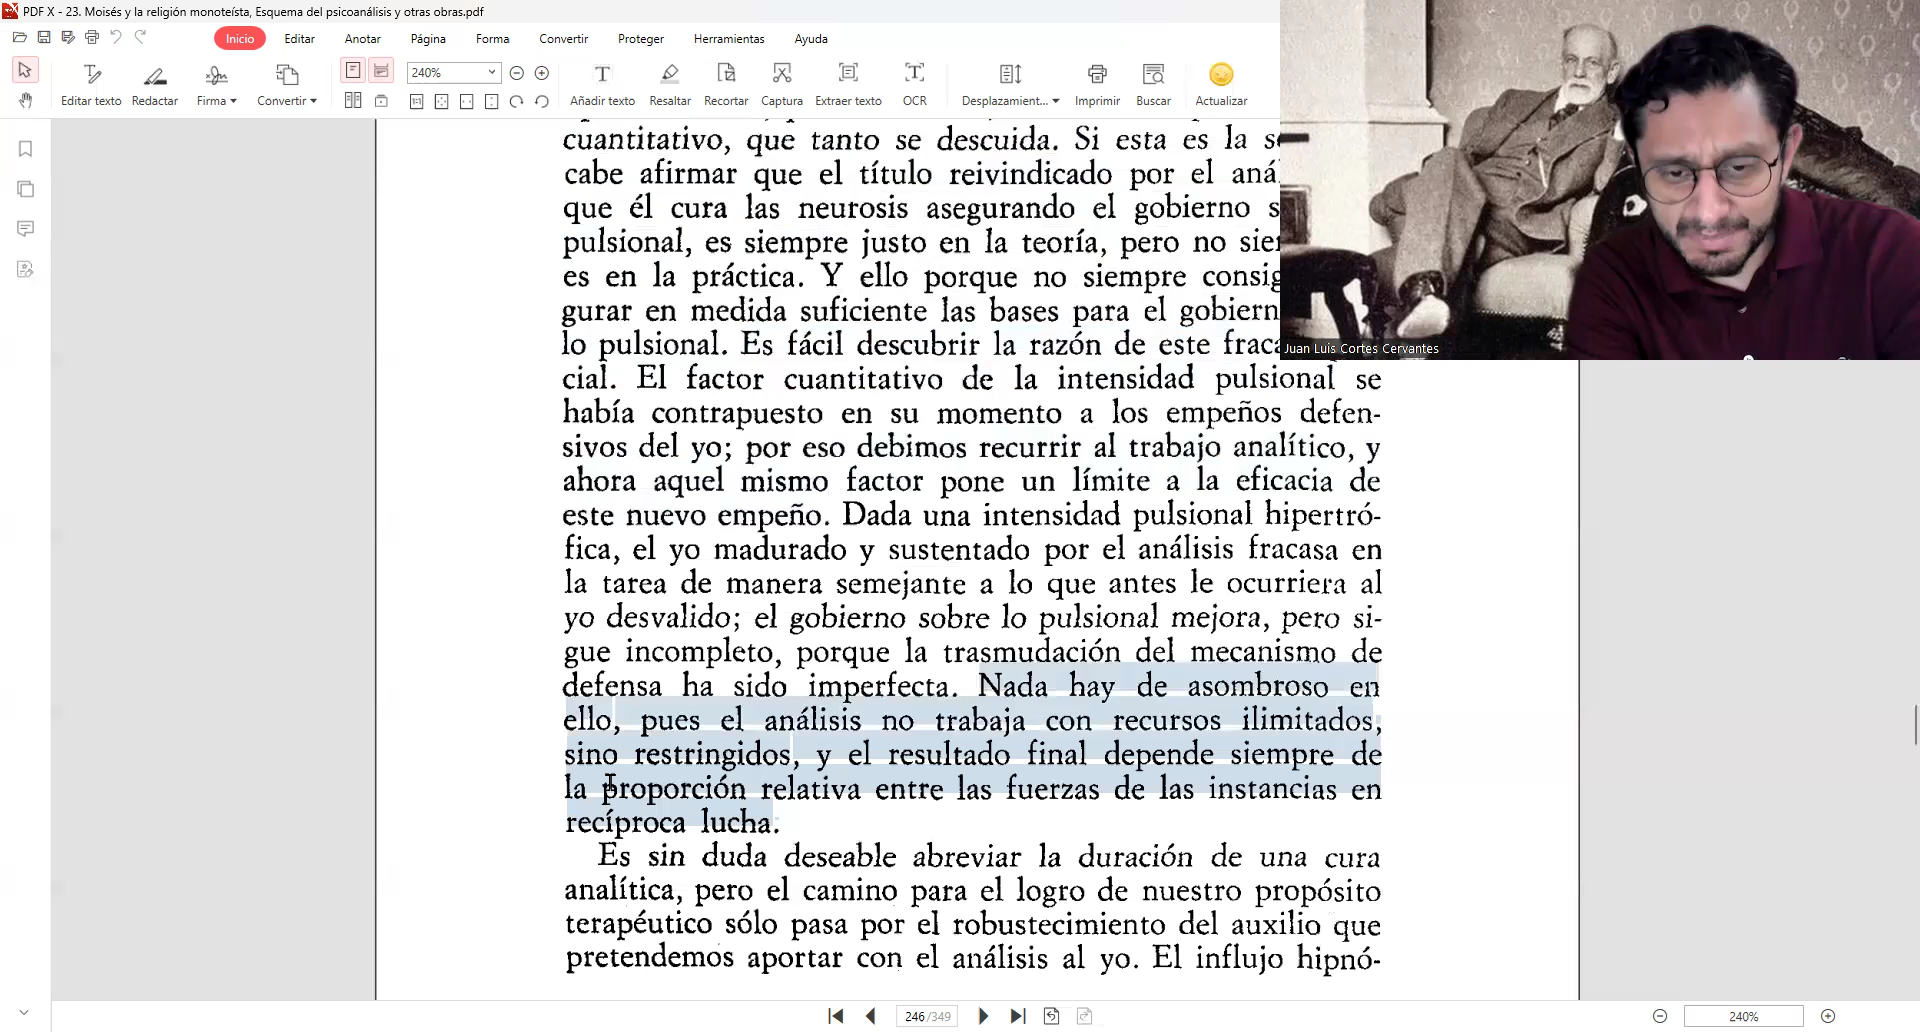 PDF X - 23. Moisés y la religión monoteísta, Esquema del psicoanálisis y otras obras.pdf
Inicio Editar Anotar Página Forma Convertir Proteger Herramientas Ayuda
240%
Editar texto Redactar Firma Convertir Añadir texto Resaltar Recortar Captura Extraer texto OCR Desplazamient... Imprimir Buscar Actualizar
cuantitativo, que tanto se descuida. Si esta es la
cabe afirmar que el título reivindicado por el
que él cura las neurosis asegurando el gobierno
pulsional, es siempre justo en la teoría, pero no
es en la práctica. Y ello porque no siempre
gurar en medida suficiente las bases para el
lo pulsional. Es fácil descubrir la razón de este
cial. El factor cuantitativo de la intensidad pulsional se
había contrapuesto en su momento a los empeños defen-
sivos del yo; por eso debimos recurrir al trabajo analítico, y
ahora aquel mismo factor pone un límite a la eficacia de
este nuevo empeño. Dada una intensidad pulsional hipertró-
fica, el yo madurado y sustentado por el análisis fracasa en
la tarea de manera semejante a lo que antes le ocurriera al
yo desvalido; el gobierno sobre lo pulsional mejora, pero si-
gue incompleto, porque la trasmudación del mecanismo de
defensa ha sido imperfecta. Nada hay de asombroso en
ello, pues el análisis no trabaja con recursos ilimitados,
sino restringidos, y el resultado final depende siempre de
la proporción relativa entre las fuerzas de las instancias en
recíproca lucha.
Es sin duda deseable abreviar la duración de una cura
analítica, pero el camino para el logro de nuestro propósito
terapéutico sólo pasa por el robustecimiento del auxilio que
pretendemos aportar con el análisis al yo. El influjo hipnó-
Juan Luis Cortes Cervantes
246/349
240%